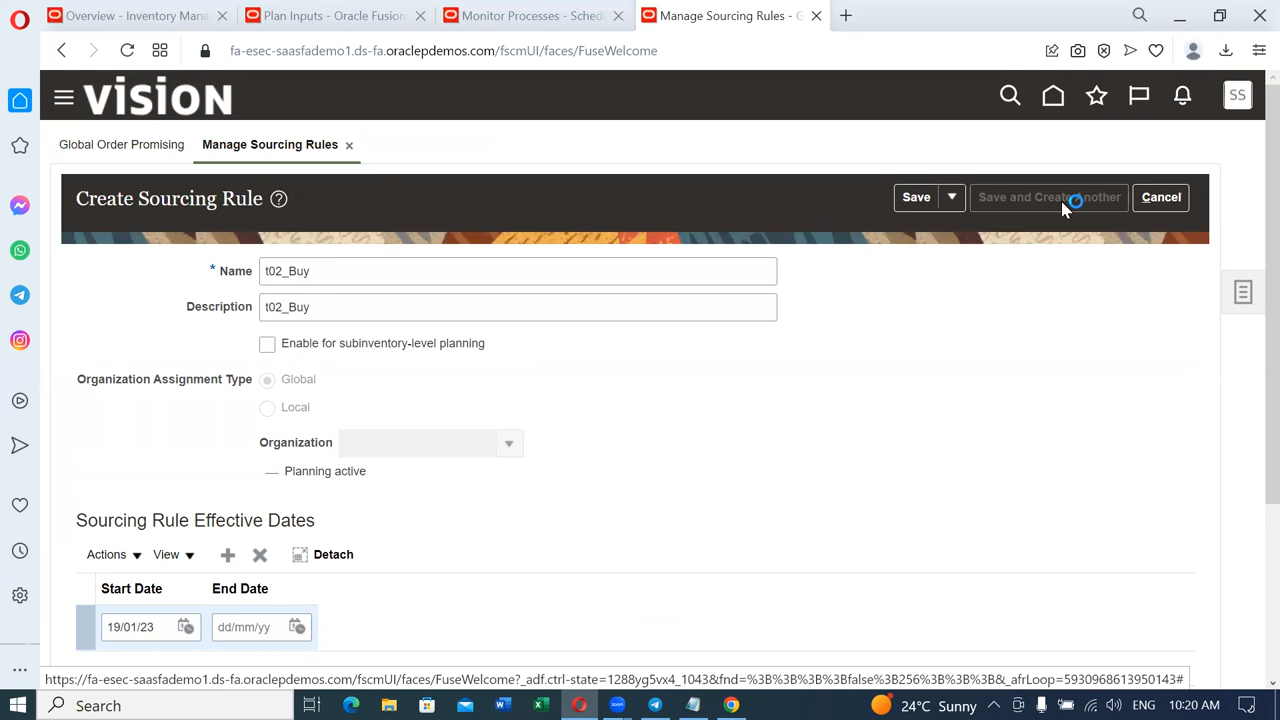 Overview - Inventory Mana
Plan Inputs - Oracle Fusion
Monitor Processes - Schedu
Manage Sourcing Rules - G
fa-esec-saasfademo1.ds-fa.oraclepdemos.com/fscmUI/faces/FuseWelcome
VISION
SS
Global Order Promising
Manage Sourcing Rules
Create Sourcing Rule
Save
Save and Create Another
Cancel
* Name t02_Buy
Description t02_Buy
Enable for subinventory-level planning
Organization Assignment Type Global
Local
Organization
Planning active
Sourcing Rule Effective Dates
Actions View Detach
Start Date End Date
19/01/23 dd/mm/yy
https://fa-esec-saasfademo1.ds-fa.oraclepdemos.com/fscmUI/faces/FuseWelcome?_adf.ctrl-state=1288yg5vx4_1043&fnd=%3B%3B%3B%3Bfalse%3B256%3B%3B%3B&_afrLoop=5930968613950143#
Search
24°C Sunny
ENG
10:20 AM